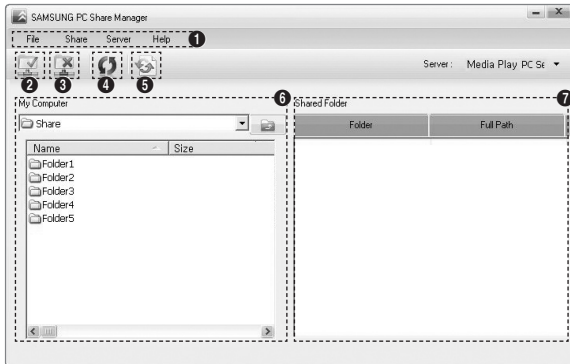 SAMSUNG PC Share Manager
File Share Server Help 1
2 3 4 5
Server : Media Play PC Se
My Computer 6
Shared Folder 7
Share
Folder Full Path
Name Size
Folder1
Folder2
Folder3
Folder4
Folder5